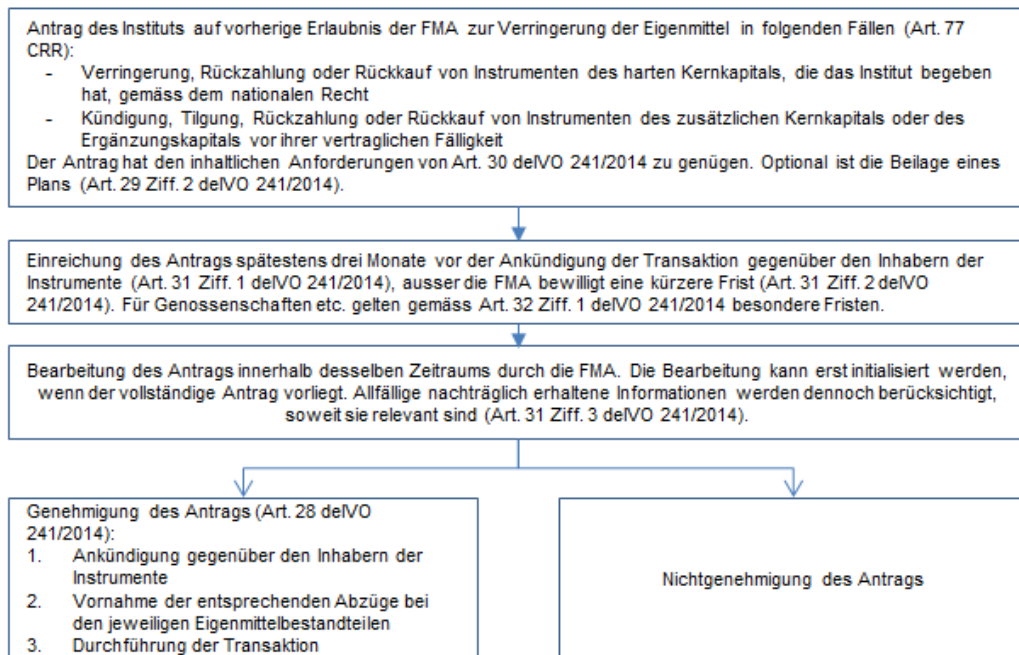 Antrag des Instituts auf vorherige Erlaubnis der FMA zur Verringerung der Eigenmittel in folgenden Fällen (Art. 77
CRR):
- Verringerung, Rückzahlung oder Rückkauf von Instrumenten des harten Kernkapitals, die das Institut begeben
hat, gemäss dem nationalen Recht
- Kündigung, Tilgung, Rückzahlung oder Rückkauf von Instrumenten des zusätzlichen Kernkapitals oder des
Ergänzungskapitals vor ihrer vertraglichen Fälligkeit
Der Antrag hat den inhaltlichen Anforderungen von Art. 30 delVO 241/2014 zu genügen. Optional ist die Beilage eines
Plans (Art. 29 Ziff. 2 delVO 241/2014).
Einreichung des Antrags spätestens drei Monate vor der Ankündigung der Transaktion gegenüber den Inhabern der
Instrumente (Art. 31 Ziff. 1 delVO 241/2014), ausser die FMA bewilligt eine kürzere Frist (Art. 31 Ziff. 2 delVO
241/2014). Für Genossenschaften etc. gelten gemäss Art. 32 Ziff. 1 delVO 241/2014 besondere Fristen.
Bearbeitung des Antrags innerhalb desselben Zeitraums durch die FMA. Die Bearbeitung kann erst initialisiert werden,
wenn der vollständige Antrag vorliegt. Allfällige nachträglich erhaltene Informationen werden dennoch berücksichtigt,
soweit sie relevant sind (Art. 31 Ziff. 3 delVO 241/2014).
Genehmigung des Antrags (Art. 28 delVO
241/2014):
1. Ankündigung gegenüber den Inhabern der
Instrumente
2. Vornahme der entsprechenden Abzüge bei
den jeweiligen Eigenmittelbestandteilen
3. Durchführung der Transaktion
Nichtgenehmigung des Antrags